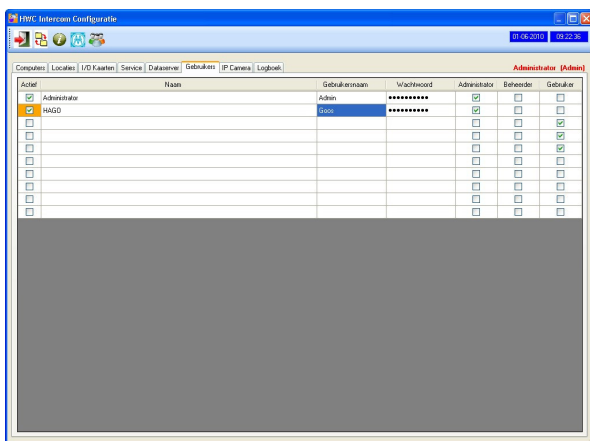 HWC Intercom Configuratie
01-06-2010 09:22:36
Computers Locaties I/O Kaarten Service Dataserver Gebruikers IP Camera Logboek Administrator [Admin]
Actief Naam Gebruikersnaam Wachtwoord Administrator Beheerder Gebruiker
Administrator Admin ●●●●●●●●●●
HAGO Goos ●●●●●●●●●●